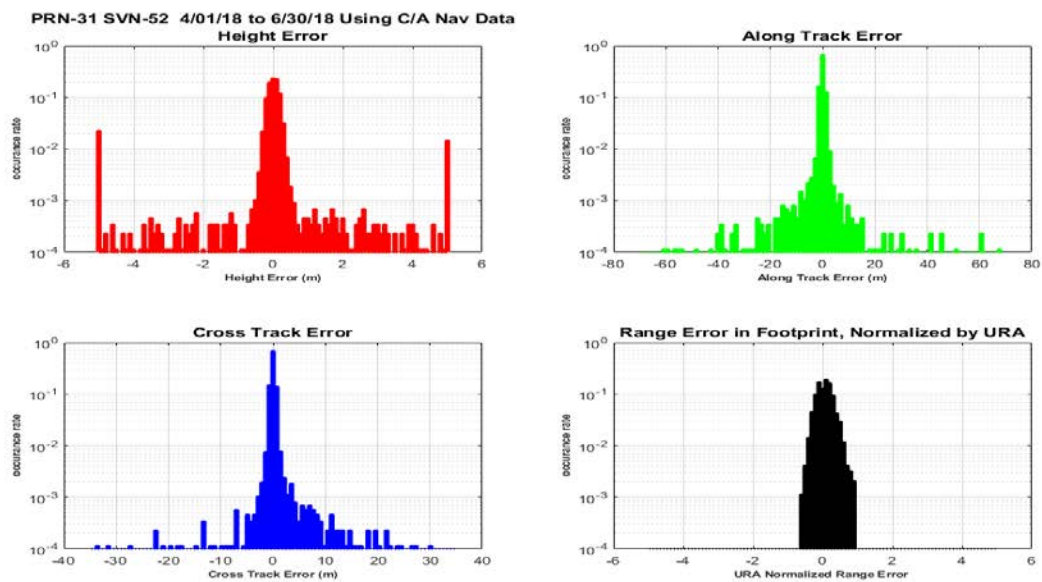 PRN-31 SVN-52 4/01/18 to 6/30/18 Using C/A Nav Data
Height Error
10^0
10^-1
10^-2
10^-3
10^-4
occurance rate
-6 -4 -2 0 2 4 6
Height Error (m)
Along Track Error
10^0
10^-1
10^-2
10^-3
10^-4
occurance rate
-80 -60 -40 -20 0 20 40 60 80
Along Track Error (m)
Cross Track Error
10^0
10^-1
10^-2
10^-3
10^-4
occurance rate
-40 -30 -20 -10 0 10 20 30 40
Cross Track Error (m)
Range Error in Footprint, Normalized by URA
10^0
10^-1
10^-2
10^-3
10^-4
occurance rate
-6 -4 -2 0 2 4 6
URA Normalized Range Error